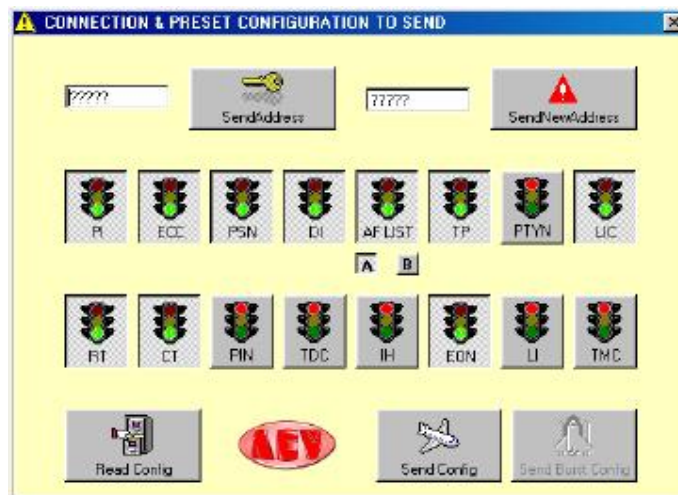 CONNECTION & PRESET CONFIGURATION TO SEND
????? SendAddress ????? SendNewAddress
PI ECC PSN DI AF LIST TP PTYN LIC
A B
RT CT PIN TDC IH EON LI TMC
Read Config AEV Send Config Send Burst Config